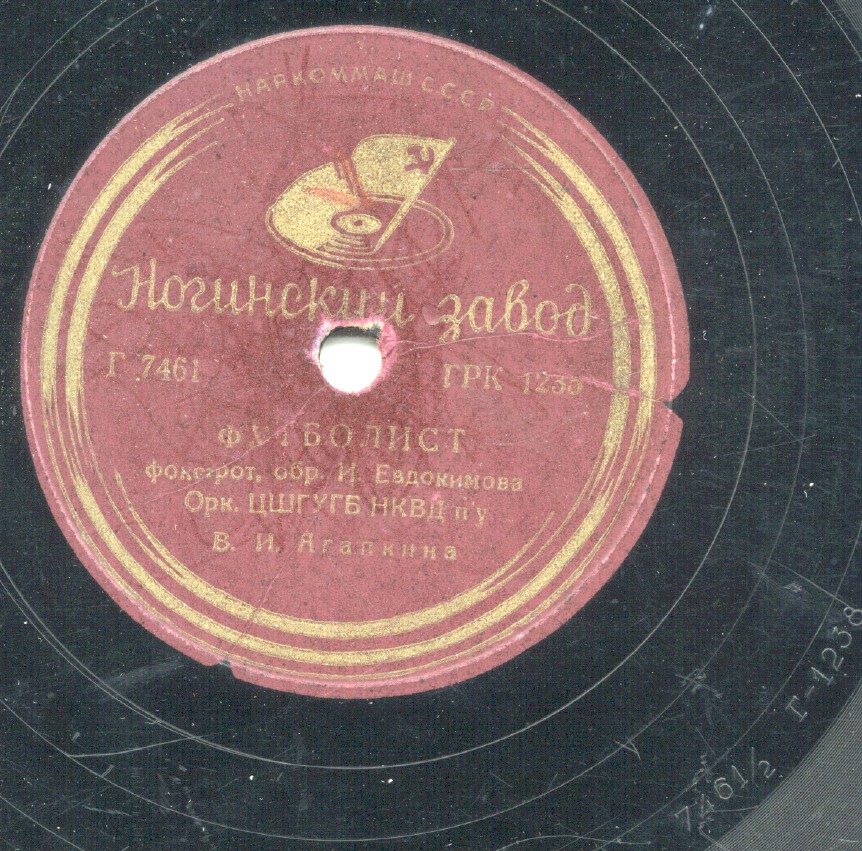 НАРКОММАШ СССР
Ногинский завод
Г 7461 ГРК 1238
ФУТБОЛИСТ
фокстрот, обр. И. Евдокимова
Орк. ЦШГУГБ НКВД п/у
В. И. Агапкина
Г-1238
7461/2